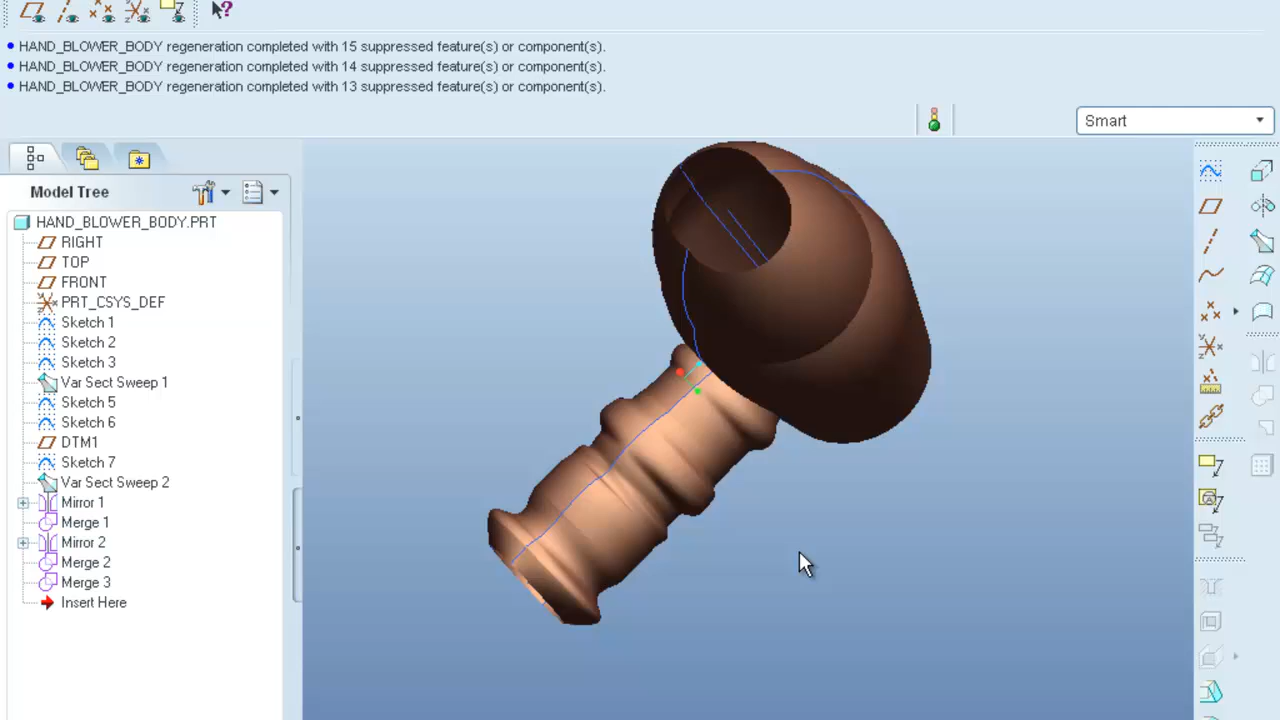 HAND_BLOWER_BODY regeneration completed with 15 suppressed feature(s) or component(s).
HAND_BLOWER_BODY regeneration completed with 14 suppressed feature(s) or component(s).
HAND_BLOWER_BODY regeneration completed with 13 suppressed feature(s) or component(s).
Smart
Model Tree
HAND_BLOWER_BODY.PRT
RIGHT
TOP
FRONT
PRT_CSYS_DEF
Sketch 1
Sketch 2
Sketch 3
Var Sect Sweep 1
Sketch 5
Sketch 6
DTM1
Sketch 7
Var Sect Sweep 2
Mirror 1
Merge 1
Mirror 2
Merge 2
Merge 3
Insert Here